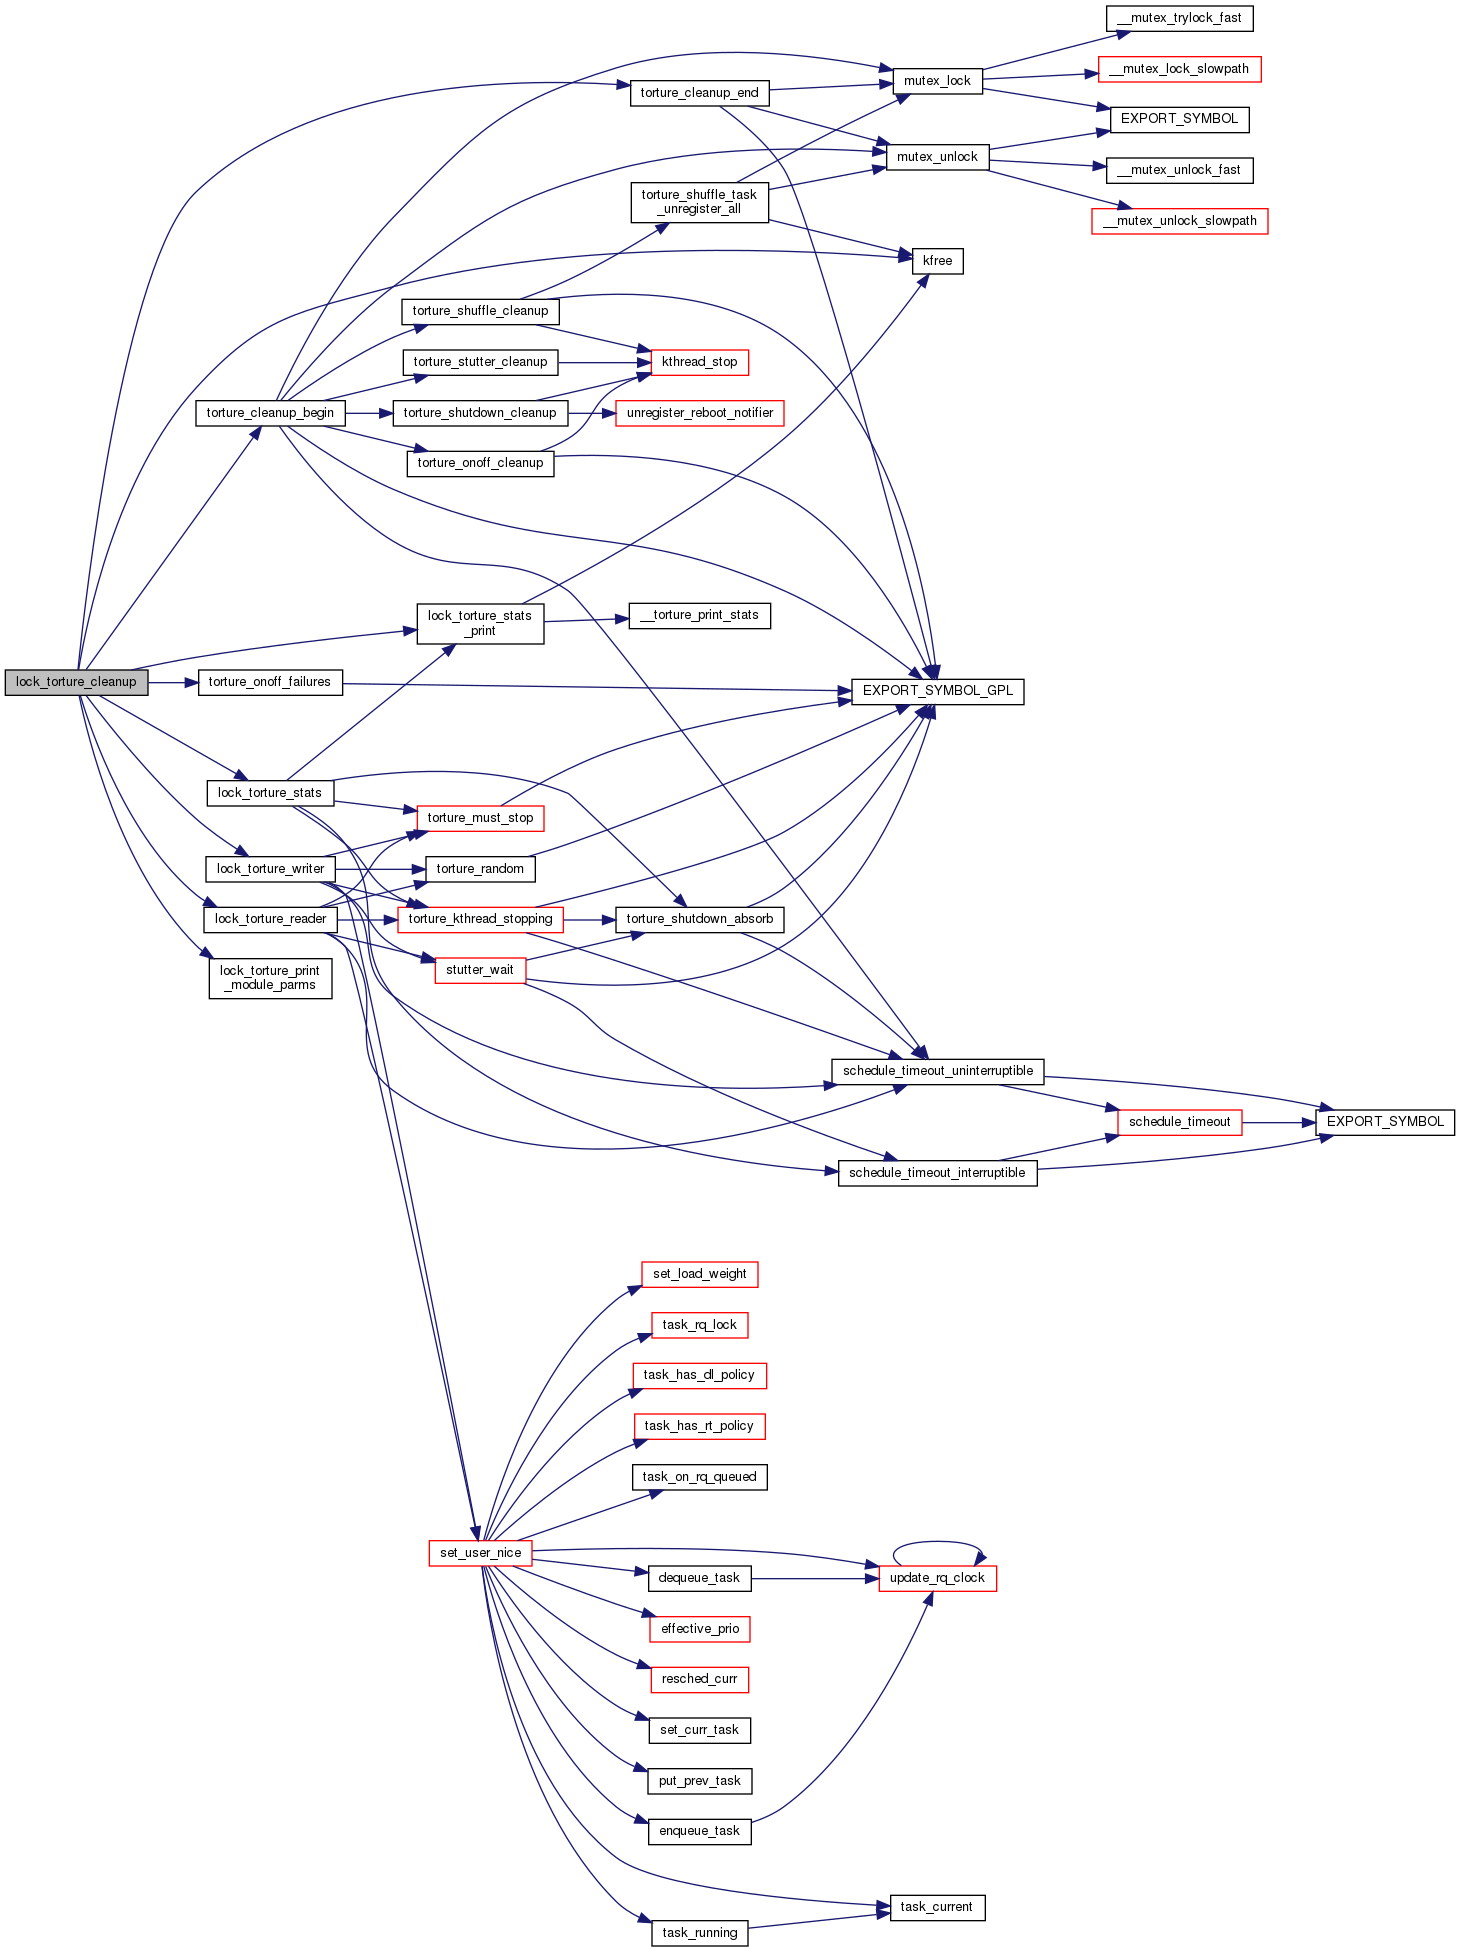 __mutex_trylock_fast
__mutex_lock_slowpath
mutex_lock
torture_cleanup_end
EXPORT_SYMBOL
mutex_unlock
__mutex_unlock_fast
torture_shuffle_task
_unregister_all
__mutex_unlock_slowpath
kfree
torture_shuffle_cleanup
torture_stutter_cleanup
kthread_stop
torture_cleanup_begin
torture_shutdown_cleanup
unregister_reboot_notifier
torture_onoff_cleanup
lock_torture_stats
_print
__torture_print_stats
lock_torture_cleanup
torture_onoff_failures
EXPORT_SYMBOL_GPL
lock_torture_stats
torture_must_stop
lock_torture_writer
torture_random
lock_torture_reader
torture_kthread_stopping
torture_shutdown_absorb
lock_torture_print
_module_parms
stutter_wait
schedule_timeout_uninterruptible
schedule_timeout
EXPORT_SYMBOL
schedule_timeout_interruptible
set_load_weight
task_rq_lock
task_has_dl_policy
task_has_rt_policy
task_on_rq_queued
set_user_nice
dequeue_task
update_rq_clock
effective_prio
resched_curr
set_curr_task
put_prev_task
enqueue_task
task_current
task_running